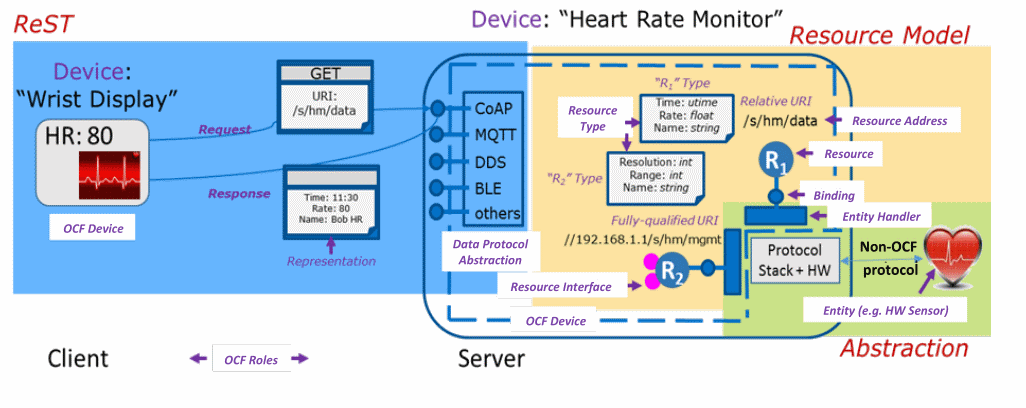 ReST
Device: “Heart Rate Monitor”
Resource Model
Device:
“Wrist Display”
HR: 80
OCF Device
Request
Response
GET
URI:
/s/hm/data
Time: 11:30
Rate: 80
Name: Bob HR
Representation
CoAP
MQTT
DDS
BLE
others
Data Protocol
Abstraction
“R1” Type
Time: utime
Rate: float
Name: string
Resource
Type
Relative URI
/s/hm/data
Resource Address
“R2” Type
Resolution: int
Range: int
Name: string
R1
Resource
Binding
Entity Handler
Fully-qualified URI
//192.168.1.1/s/hm/mgmt
R2
Resource Interface
OCF Device
Protocol
Stack + HW
Non-OCF
protocol
Entity (e.g. HW Sensor)
Abstraction
Client
OCF Roles
Server